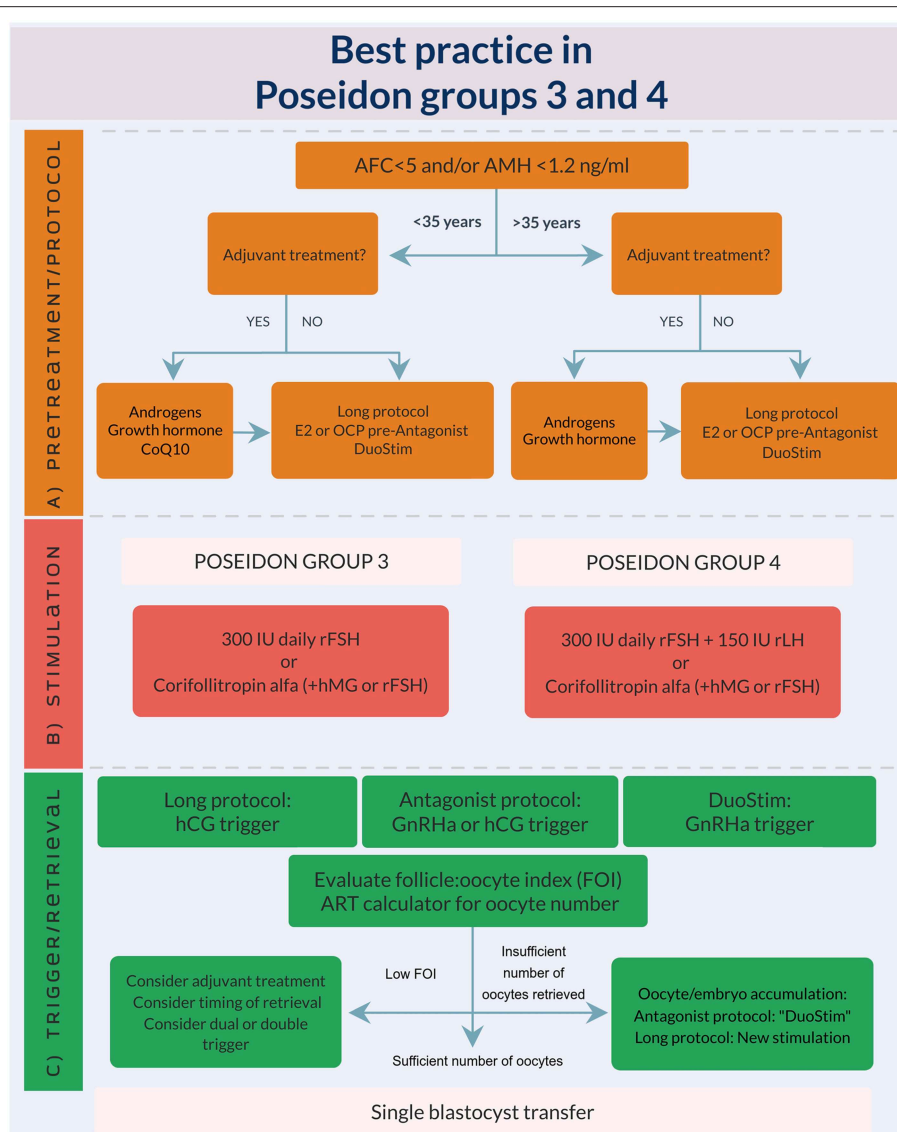 Best practice in
Poseidon groups 3 and 4
A) PRETREATMENT/PROTOCOL
AFC<5 and/or AMH <1.2 ng/ml
<35 years
>35 years
Adjuvant treatment?
Adjuvant treatment?
YES
NO
YES
NO
Androgens
Growth hormone
CoQ10
Long protocol
E2 or OCP pre-Antagonist
DuoStim
Androgens
Growth hormone
Long protocol
E2 or OCP pre-Antagonist
DuoStim
B) STIMULATION
POSEIDON GROUP 3
POSEIDON GROUP 4
300 IU daily rFSH
or
Corifollitropin alfa (+hMG or rFSH)
300 IU daily rFSH + 150 IU rLH
or
Corifollitropin alfa (+hMG or rFSH)
C) TRIGGER/RETRIEVAL
Long protocol:
hCG trigger
Antagonist protocol:
GnRHa or hCG trigger
DuoStim:
GnRHa trigger
Evaluate follicle:oocyte index (FOI)
ART calculator for oocyte number
Low FOI
Insufficient
number of
oocytes retrieved
Consider adjuvant treatment
Consider timing of retrieval
Consider dual or double
trigger
Oocyte/embryo accumulation:
Antagonist protocol: "DuoStim"
Long protocol: New stimulation
Sufficient number of oocytes
Single blastocyst transfer